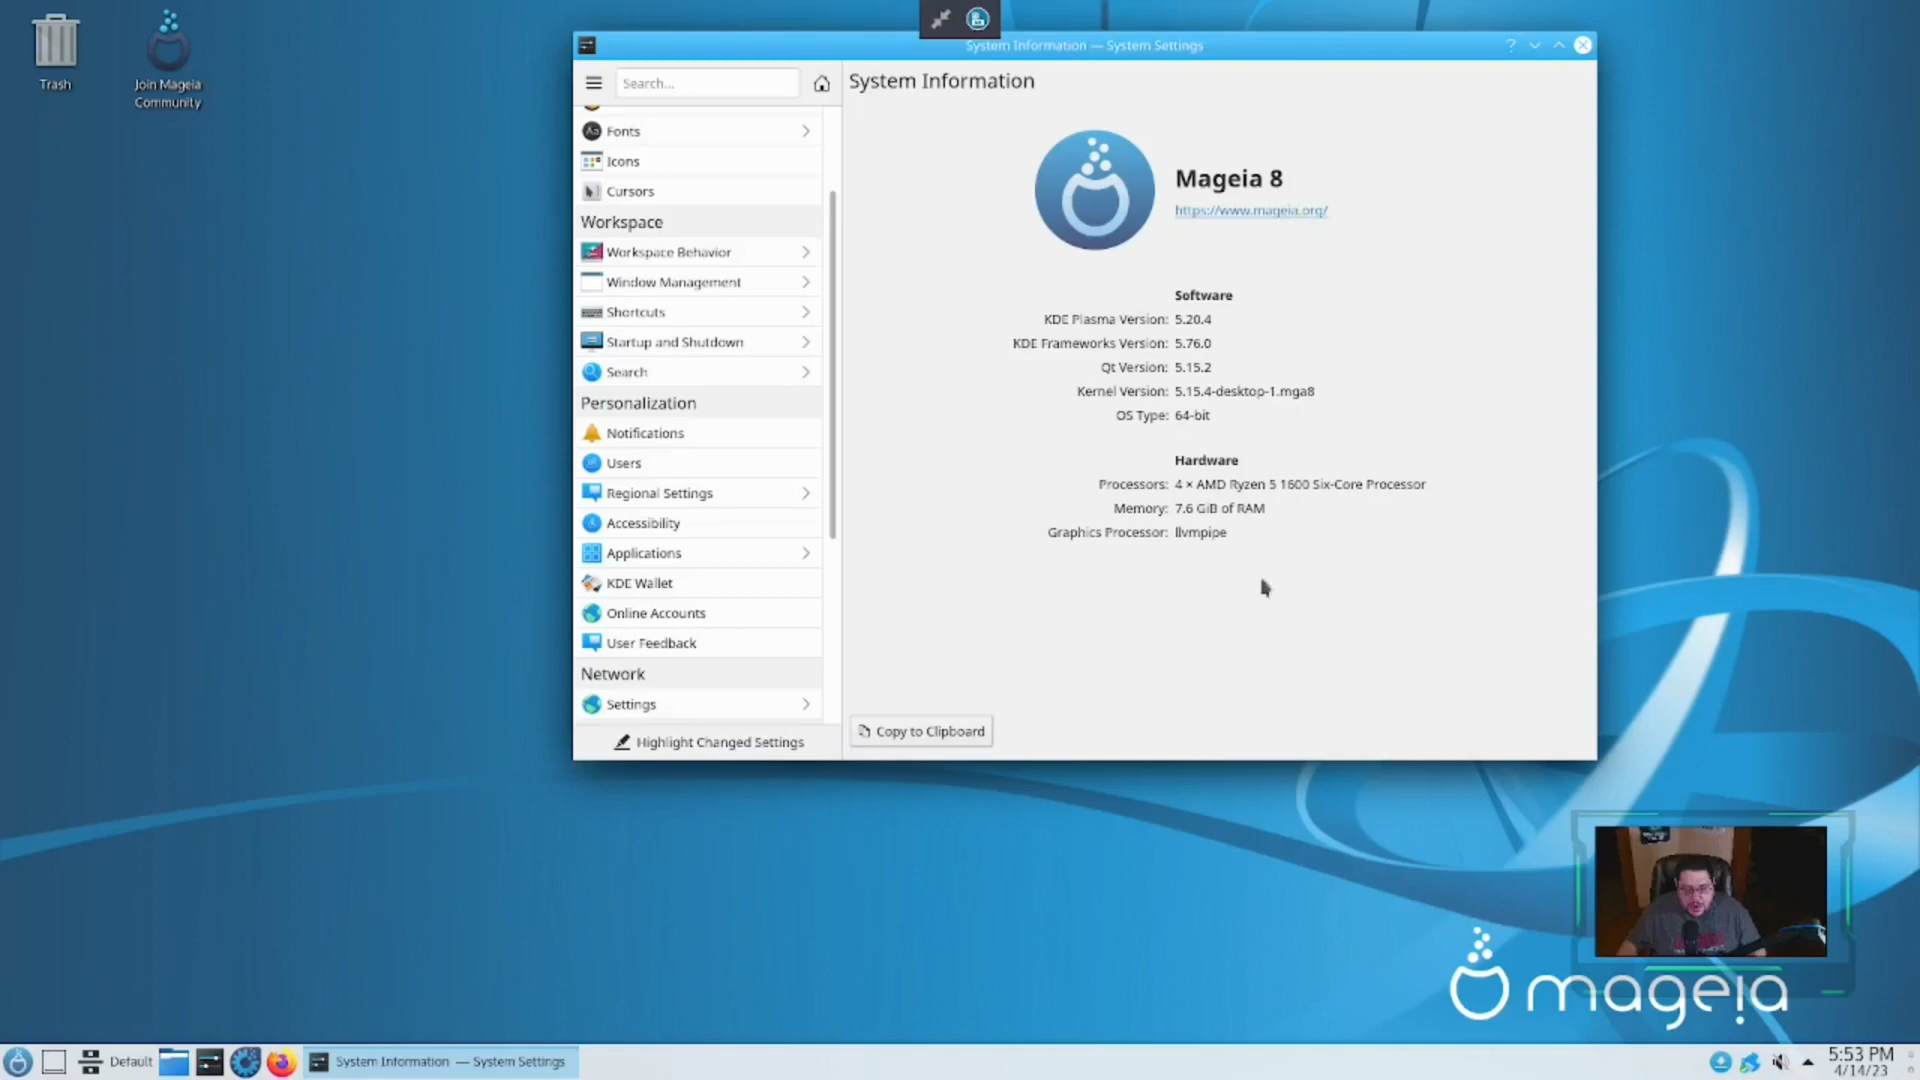 Trash
Join Mageia
Community
System Information — System Settings
Search...
Fonts
Icons
Cursors
Workspace
Workspace Behavior
Window Management
Shortcuts
Startup and Shutdown
Search
Personalization
Notifications
Users
Regional Settings
Accessibility
Applications
KDE Wallet
Online Accounts
User Feedback
Network
Settings
Highlight Changed Settings
System Information
Mageia 8
https://www.mageia.org/
Software
KDE Plasma Version: 5.20.4
KDE Frameworks Version: 5.76.0
Qt Version: 5.15.2
Kernel Version: 5.15.4-desktop-1.mga8
OS Type: 64-bit
Hardware
Processors: 4 × AMD Ryzen 5 1600 Six-Core Processor
Memory: 7.6 GiB of RAM
Graphics Processor: llvmpipe
Copy to Clipboard
mageia
Default
System Information — System Settings
5:53 PM
4/14/23